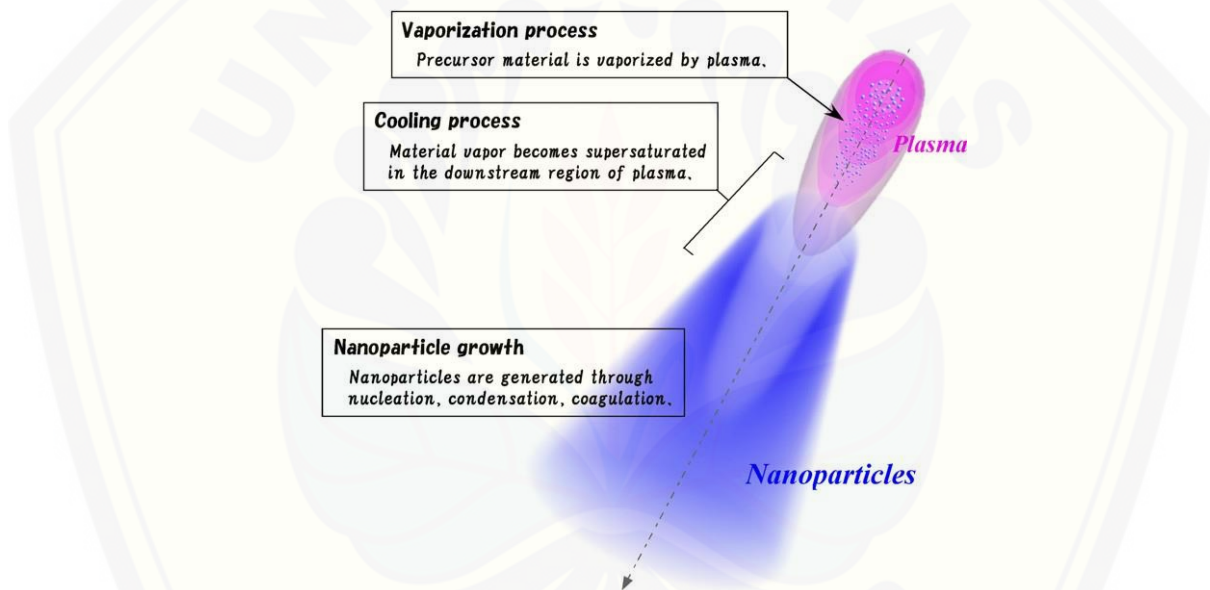 Vaporization process
Precursor material is vaporized by plasma.
Cooling process
Material vapor becomes supersaturated
in the downstream region of plasma.
Plasma
Nanoparticle growth
Nanoparticles are generated through
nucleation, condensation, coagulation.
Nanoparticles